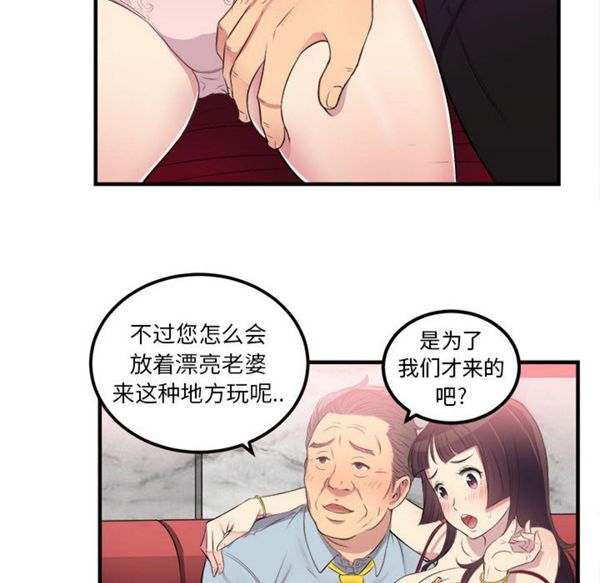 不过您怎么会
放着漂亮老婆
来这种地方玩呢..
是为了
我们才来的
吧?